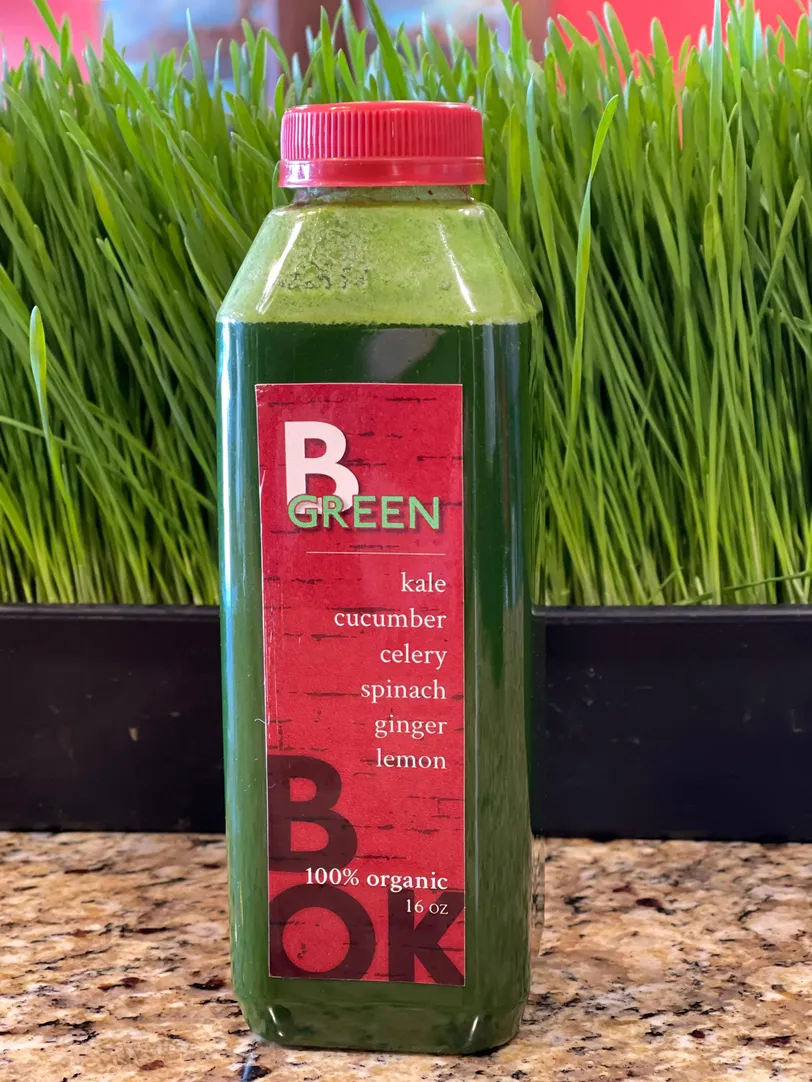 B
GREEN
kale
cucumber
celery
spinach
ginger
lemon
B
100% organic
16 oz
OK